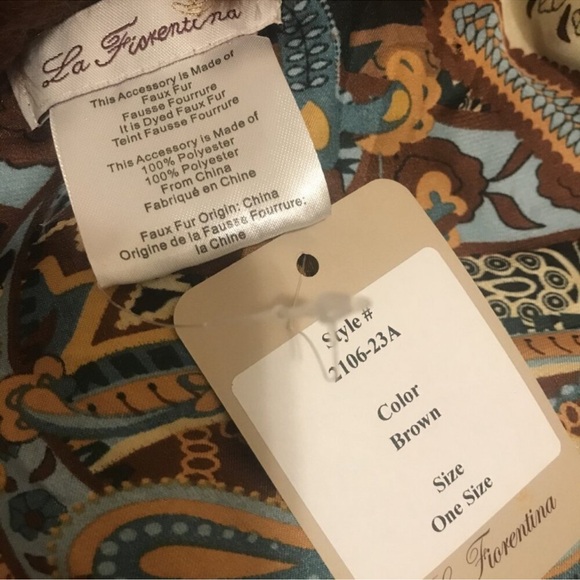 La Fiorentina
This Accessory is Made of
Faux Fur
Fausse Fourrure
It is Dyed Faux Fur
Teint Fausse Fourrure
This Accessory is Made of
100% Polyester
100% Polyester
From China
Fabriqué en Chine
Faux Fur Origin: China
Origine de la Fausse Fourrure:
la Chine
Style #
2106-23A
Color
Brown
Size
One Size
La Fiorentina